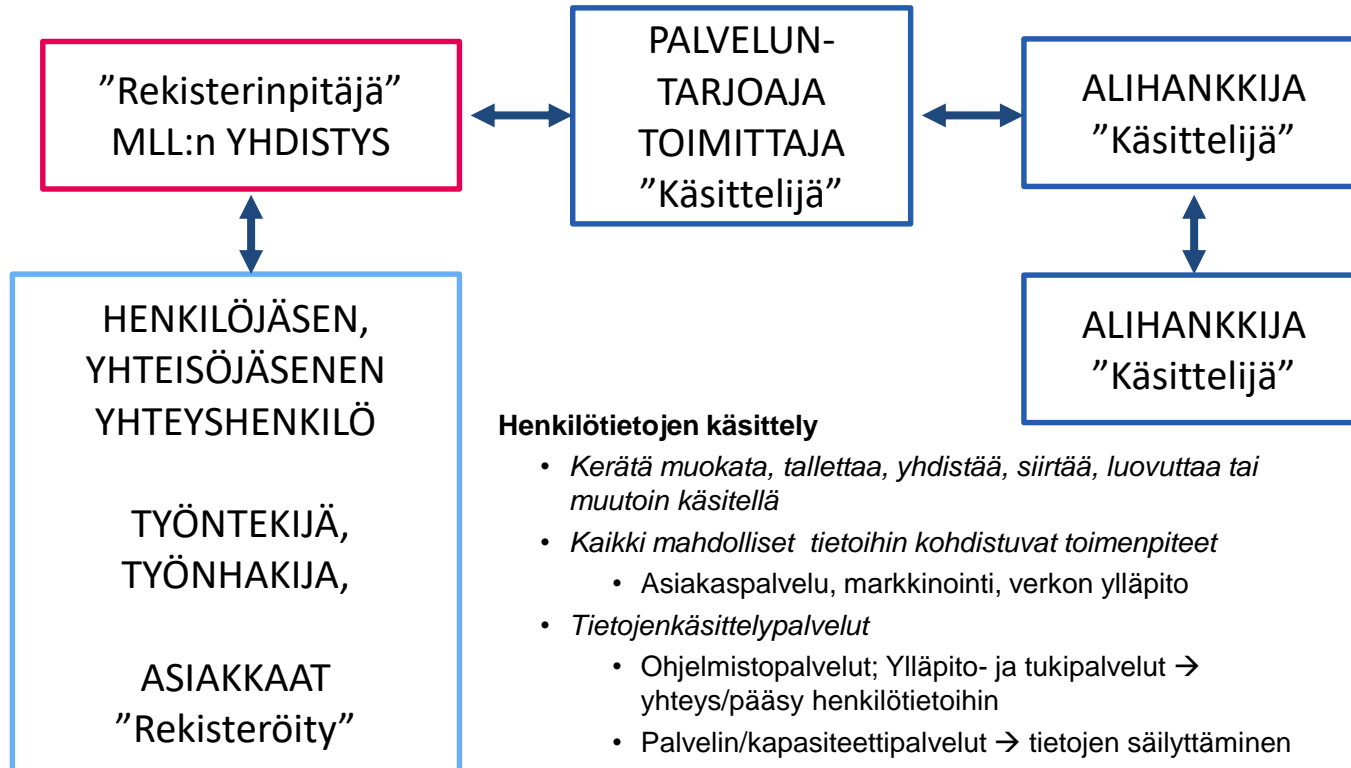 ”Rekisterinpitäjä”
MLL:n YHDISTYS
PALVELUN-
TARJOAJA
TOIMITTAJA
”Käsittelijä”
ALIHANKKIJA
”Käsittelijä”
ALIHANKKIJA
”Käsittelijä”
HENKILÖJÄSEN,
YHTEISÖJÄSENEN
YHTEYSHENKILÖ
TYÖNTEKIJÄ,
TYÖNHAKIJA,
ASIAKKAAT
”Rekisteröity”
Henkilötietojen käsittely
• Kerätä muokata, tallettaa, yhdistää, siirtää, luovuttaa tai
muutoin käsitellä
• Kaikki mahdolliset tietoihin kohdistuvat toimenpiteet
• Asiakaspalvelu, markkinointi, verkon ylläpito
• Tietojenkäsittelypalvelut
• Ohjelmistopalvelut; Ylläpito- ja tukipalvelut →
yhteys/pääsy henkilötietoihin
• Palvelin/kapasiteettipalvelut → tietojen säilyttäminen